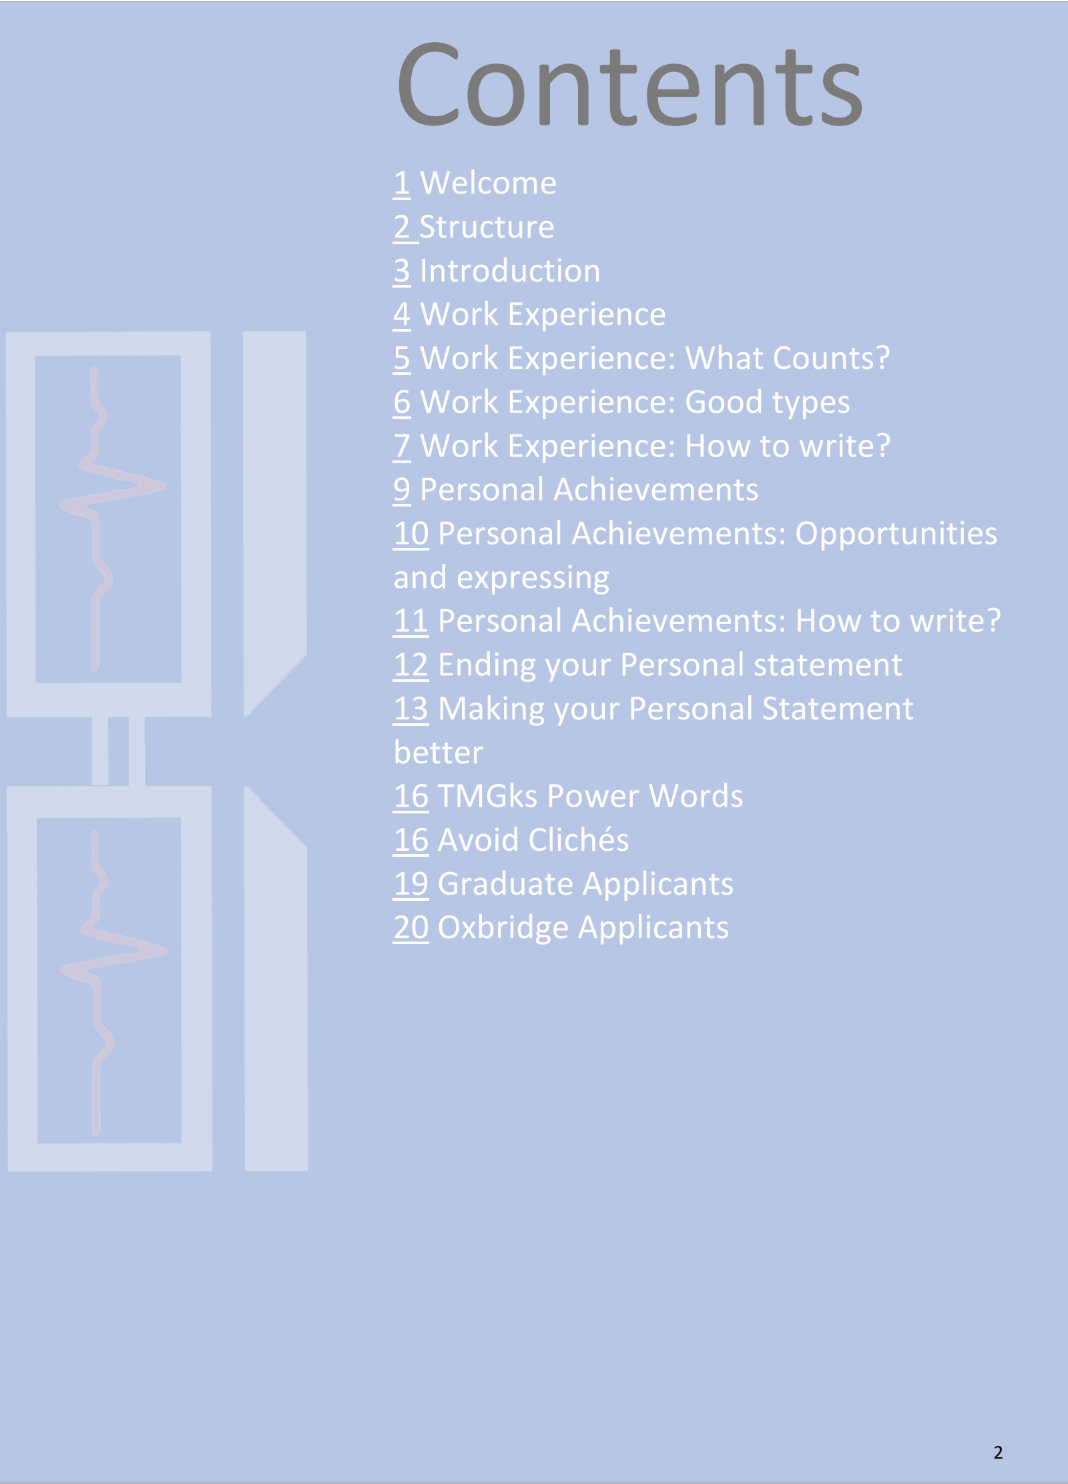 Contents
1 Welcome
2 Structure
3 Introduction
4 Work Experience
5 Work Experience: What Counts?
6 Work Experience: Good types
7 Work Experience: How to write?
9 Personal Achievements
10 Personal Achievements: Opportunities
and expressing
11 Personal Achievements: How to write?
12 Ending your Personal statement
13 Making your Personal Statement
better
16 TMGks Power Words
16 Avoid Clichés
19 Graduate Applicants
20 Oxbridge Applicants
2